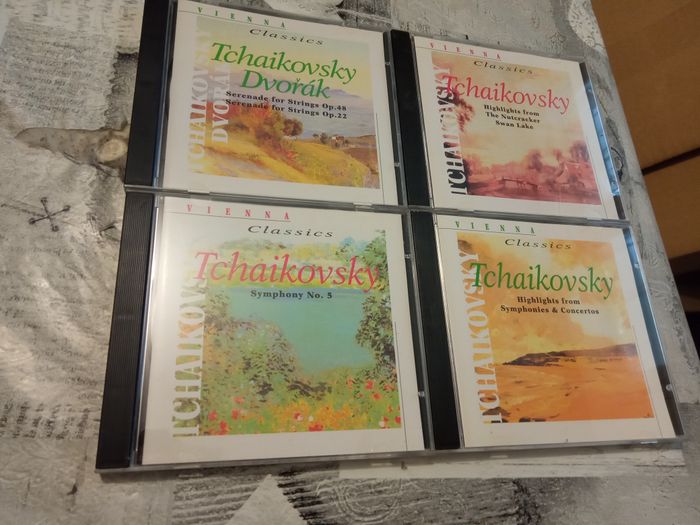 VIENNA
Classics
Tchaikovsky
Dvořák
Serenade for Strings Op.48
Serenade for Strings Op.22
TCHAIKOVSKY
DVOŘÁK
VIENNA
Classics
Tchaikovsky
Highlights from
The Nutcracker
Swan Lake
TCHAIKOVSKY
VIENNA
Classics
Tchaikovsky
Symphony No. 5
TCHAIKOVSKY
VIENNA
Classics
Tchaikovsky
Highlights from
Symphonies & Concertos
TCHAIKOVSKY